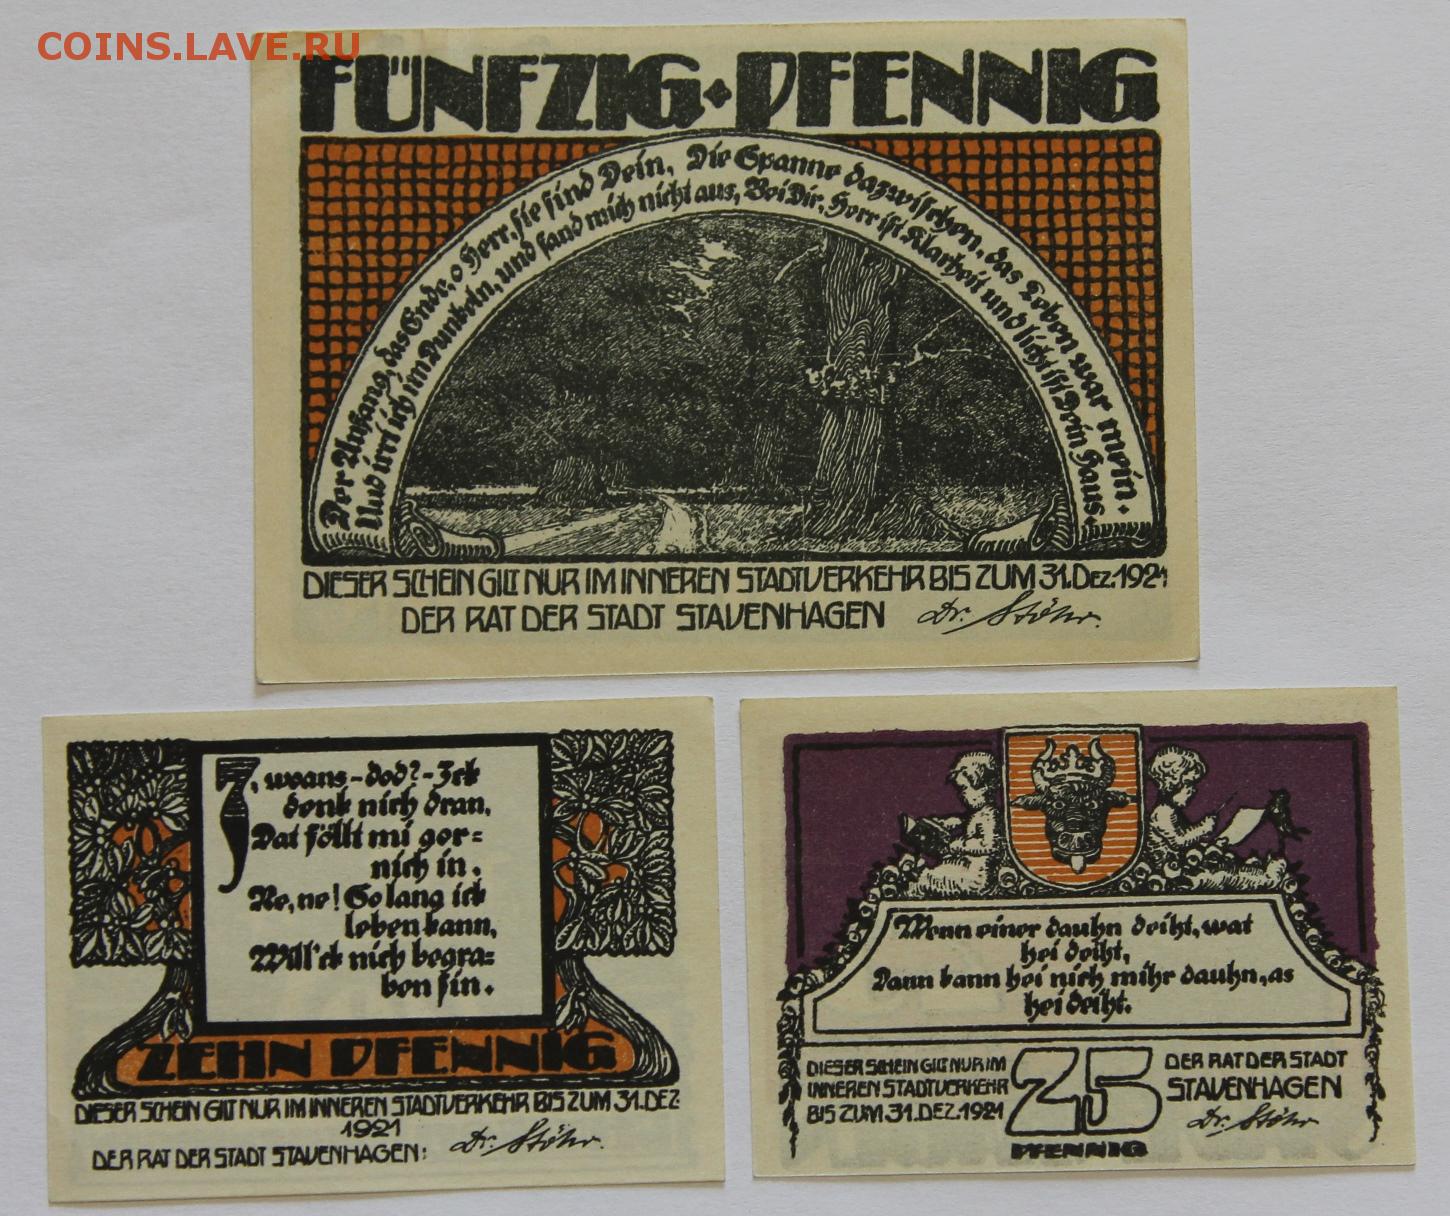 COINS.LAVE.RU
FÜNFZIG PFENNIG
Der Anfang, das Ende, o Herr, sie sind Dein, Die Spanne dazwischen, das Leben war mein.
Und irrt ich im Dunkeln, und fand mich nicht aus, Bei Dir, Herr ist Klarheit und licht ist Dein Haus.
DIESER SCHEIN GILT NUR IM INNEREN STADTVERKEHR BIS ZUM 31. DEZ. 1921
DER RAT DER STADT STAVENHAGEN Dr. Stöhr.
J, wans-dod?-Ick
denk nich dran,
Dat föllt mi gor=
nich in.
Ne, ne! So lang ick
leben kann,
Will'ck nich begra=
ben sin.
ZEHN PFENNIG
DIESER SCHEIN GILT NUR IM INNEREN STADTVERKEHR BIS ZUM 31. DEZ.
1921
DER RAT DER STADT STAVENHAGEN: Dr. Stöhr.
Wenn einer dauhn deiht, wat
hei deiht,
Dann kann hei nich mihr dauhn, as
hei deiht.
DIESER SCHEIN GILT NUR IM
INNEREN STADTVERKEHR
BIS ZUM 31. DEZ. 1921
25
PFENNIG
DER RAT DER STADT
STAVENHAGEN
Dr. Stöhr